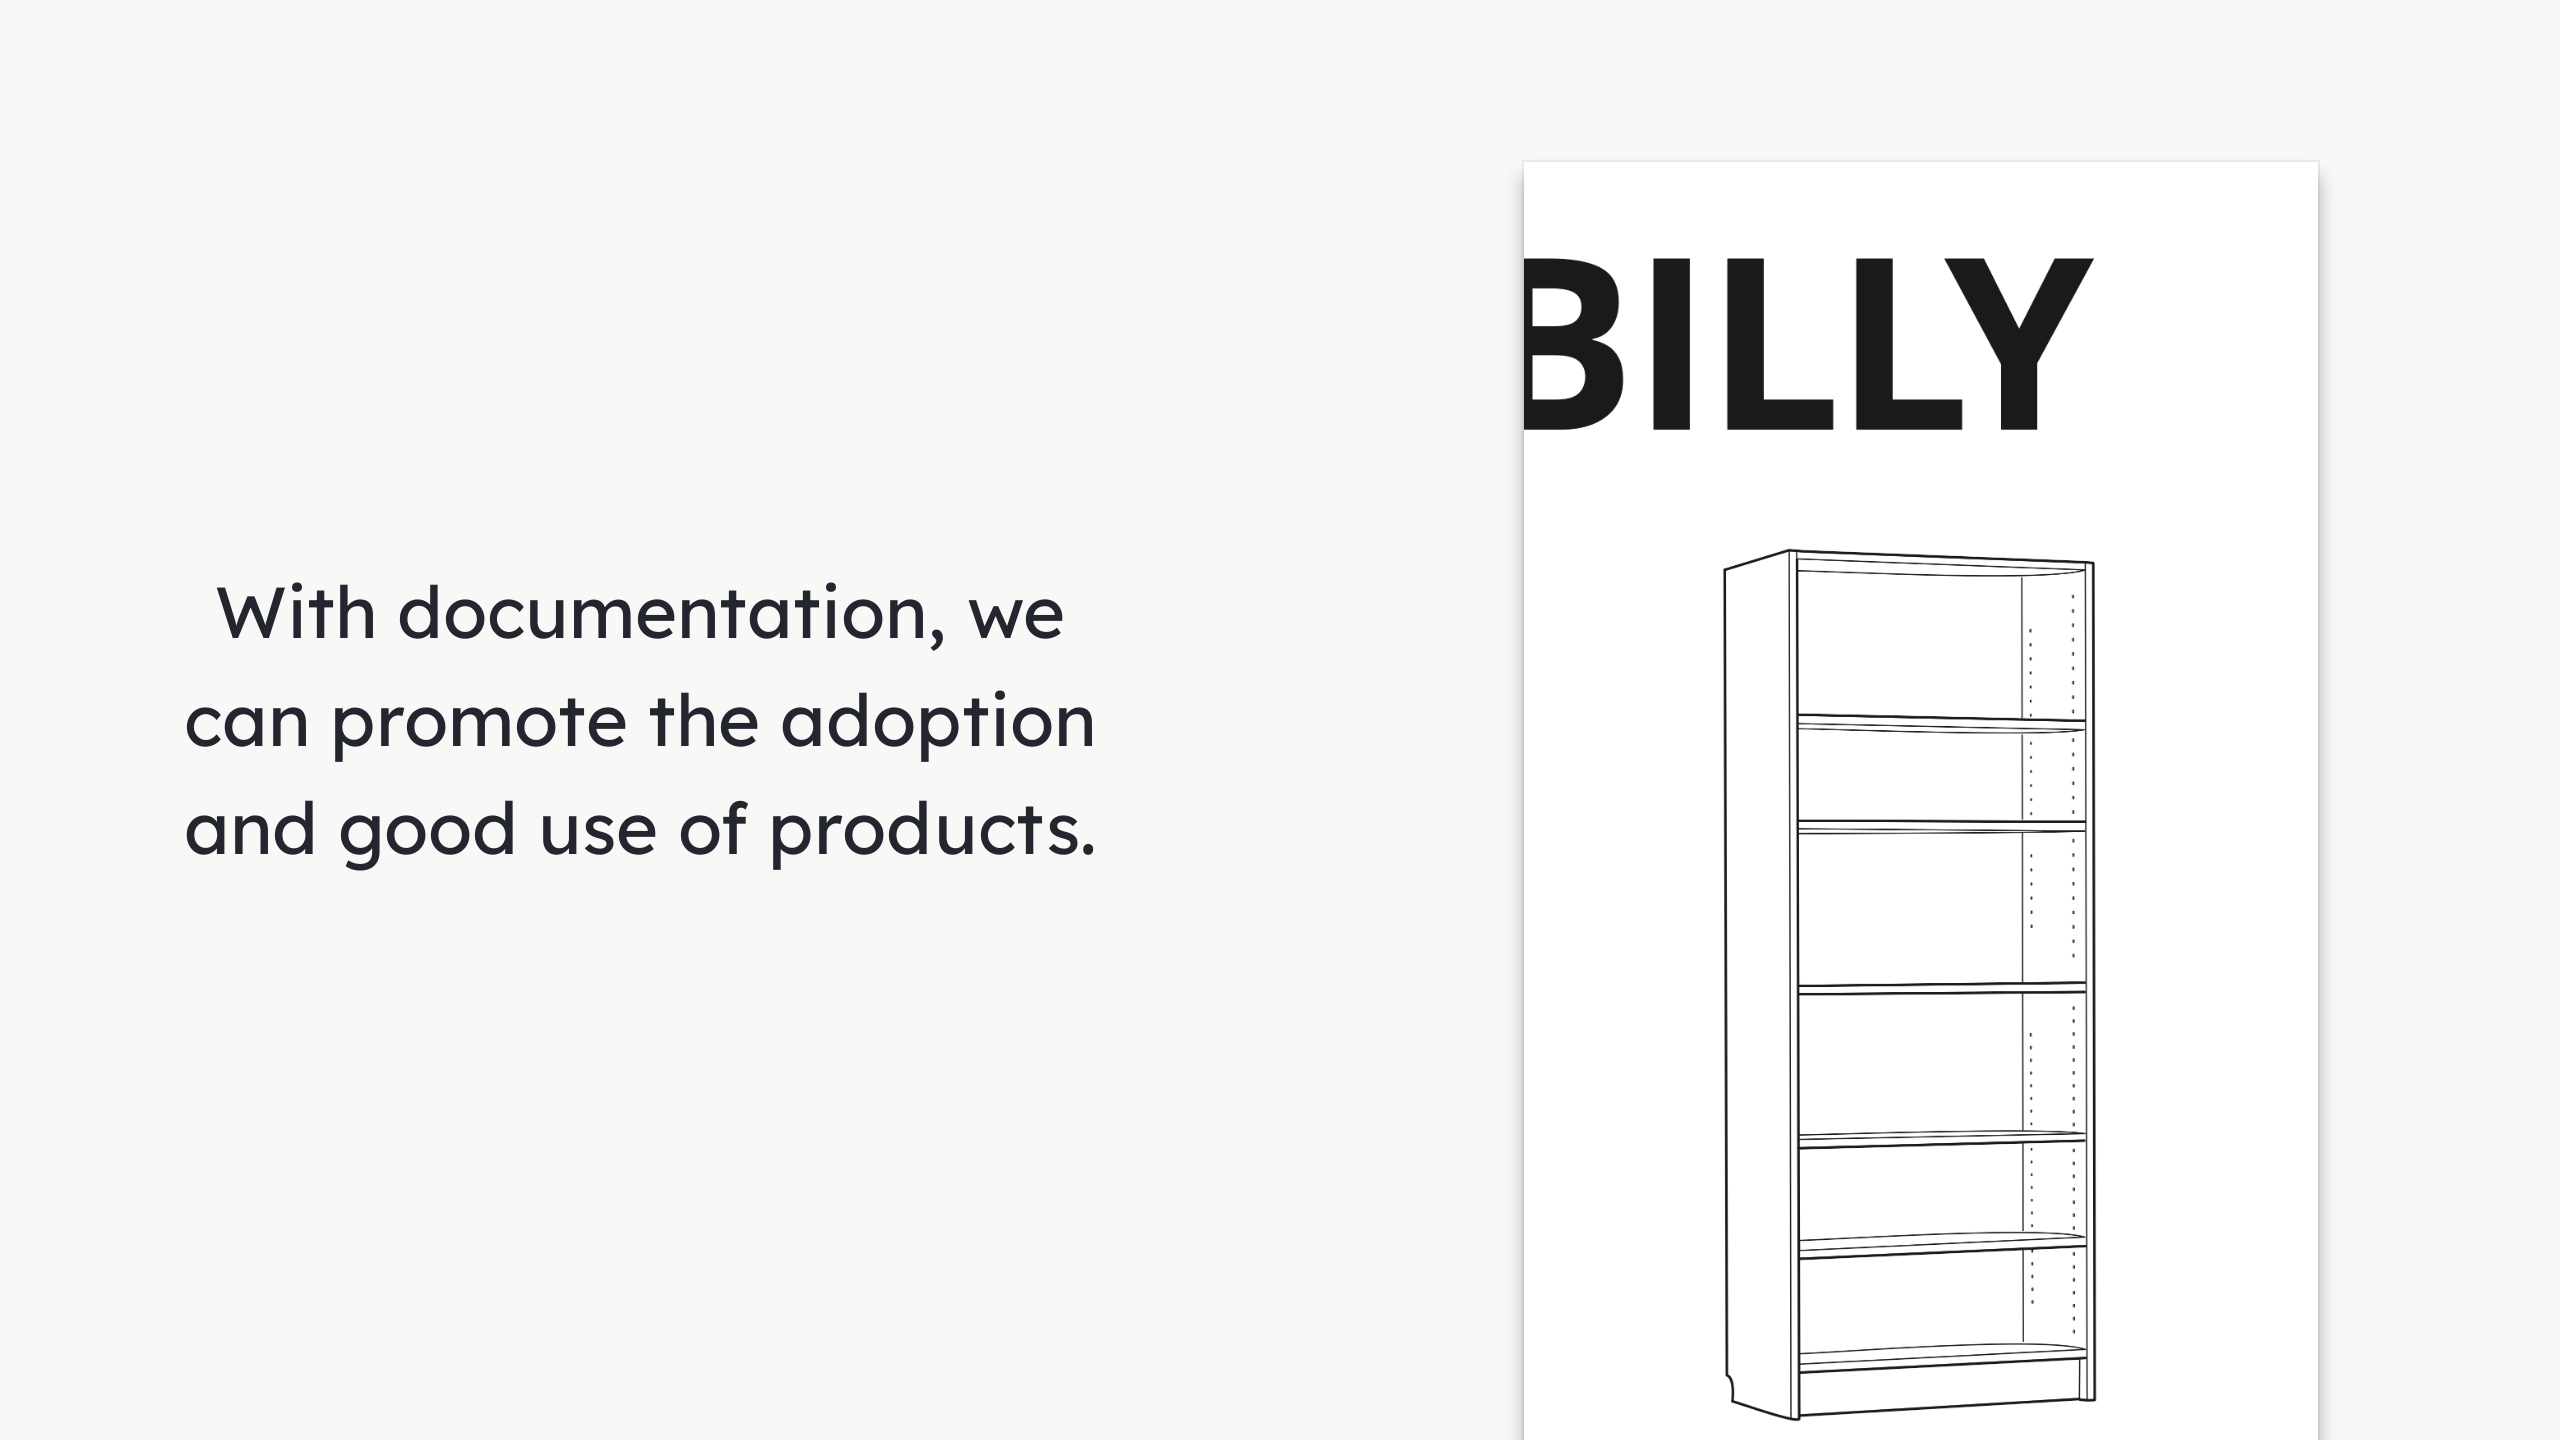 With documentation, we
can promote the adoption
and good use of products.
BILLY